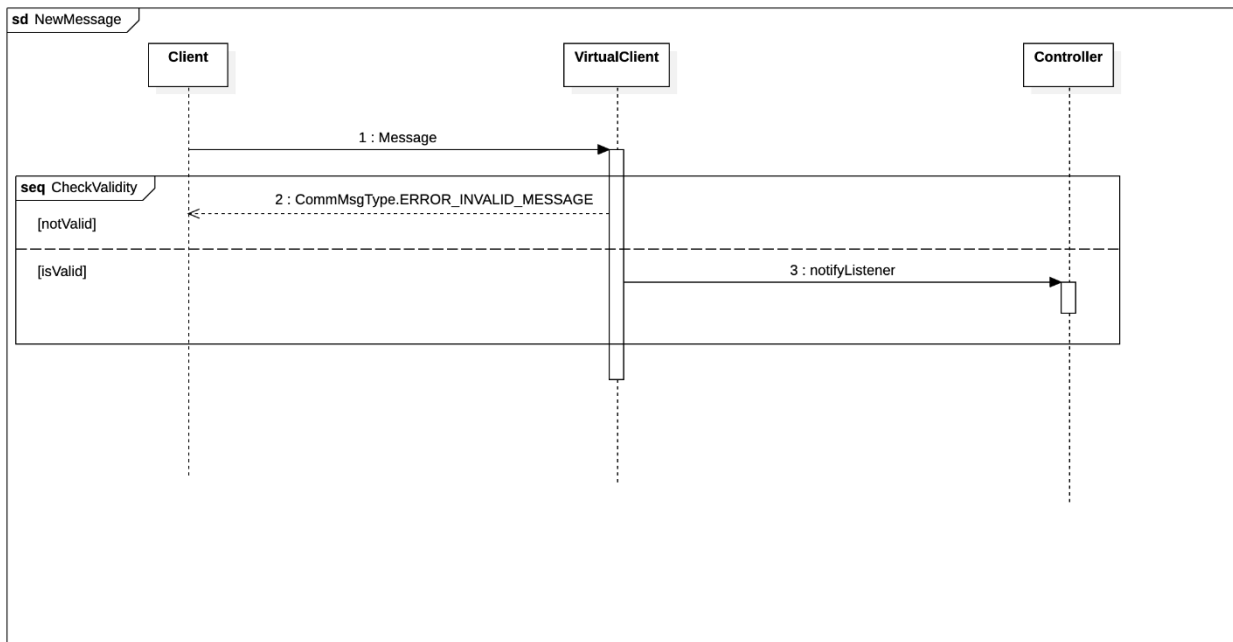 sd NewMessage
Client
VirtualClient
Controller
1 : Message
seq CheckValidity
2 : CommMsgType.ERROR_INVALID_MESSAGE
[notValid]
[isValid]
3 : notifyListener